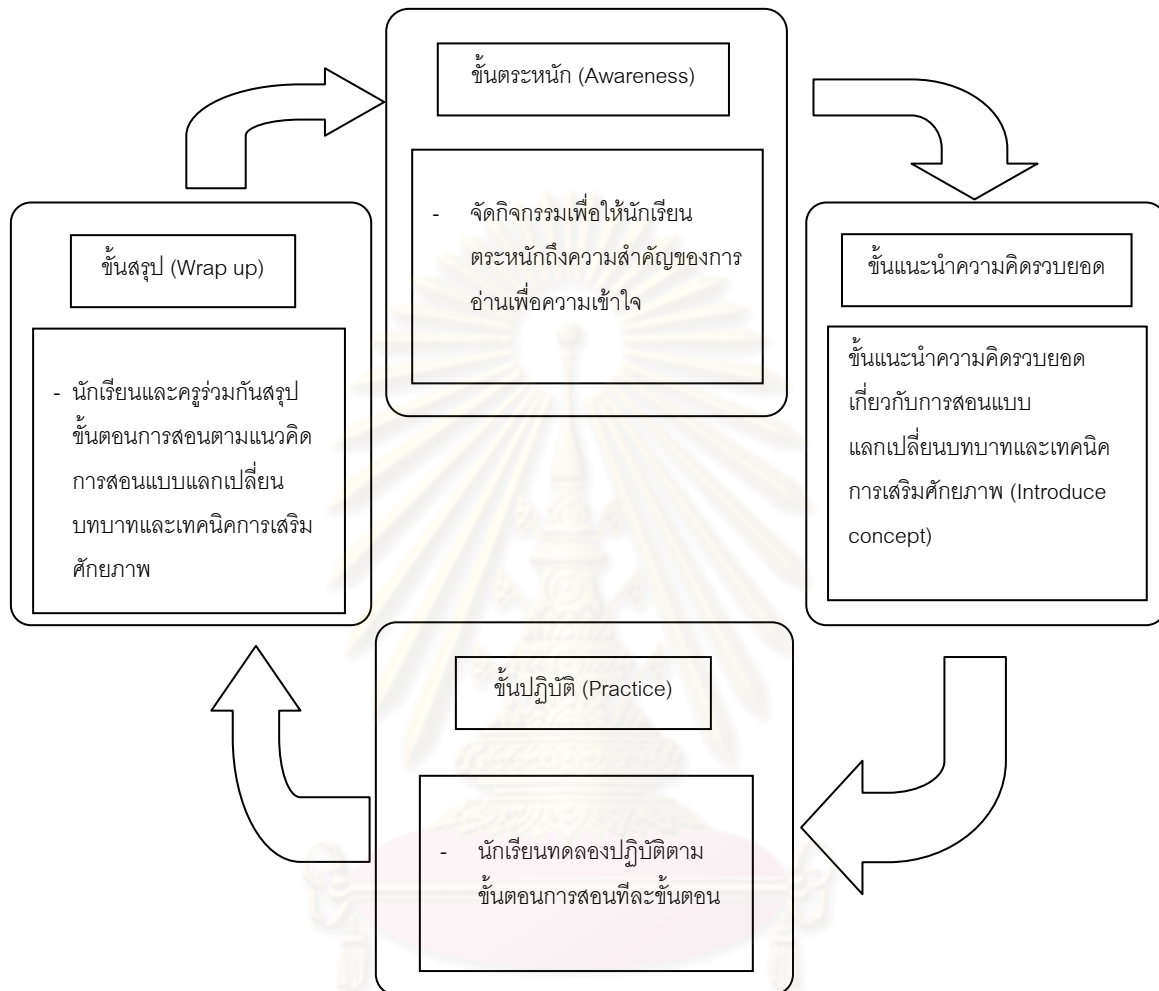 ขั้นตระหนัก (Awareness)
- จัดกิจกรรมเพื่อให้นักเรียน
ตระหนักถึงความสำคัญของการ
อ่านเพื่อความเข้าใจ
ขั้นแนะนำความคิดรวบยอด
ขั้นแนะนำความคิดรวบยอด
เกี่ยวกับการสอนแบบ
แลกเปลี่ยนบทบาทและเทคนิค
การเสริมศักยภาพ (Introduce
concept)
ขั้นปฏิบัติ (Practice)
- นักเรียนทดลองปฏิบัติตาม
ขั้นตอนการสอนทีละขั้นตอน
ขั้นสรุป (Wrap up)
- นักเรียนและครูร่วมกันสรุป
ขั้นตอนการสอนตามแนวคิด
การสอนแบบแลกเปลี่ยน
บทบาทและเทคนิคการเสริม
ศักยภาพ